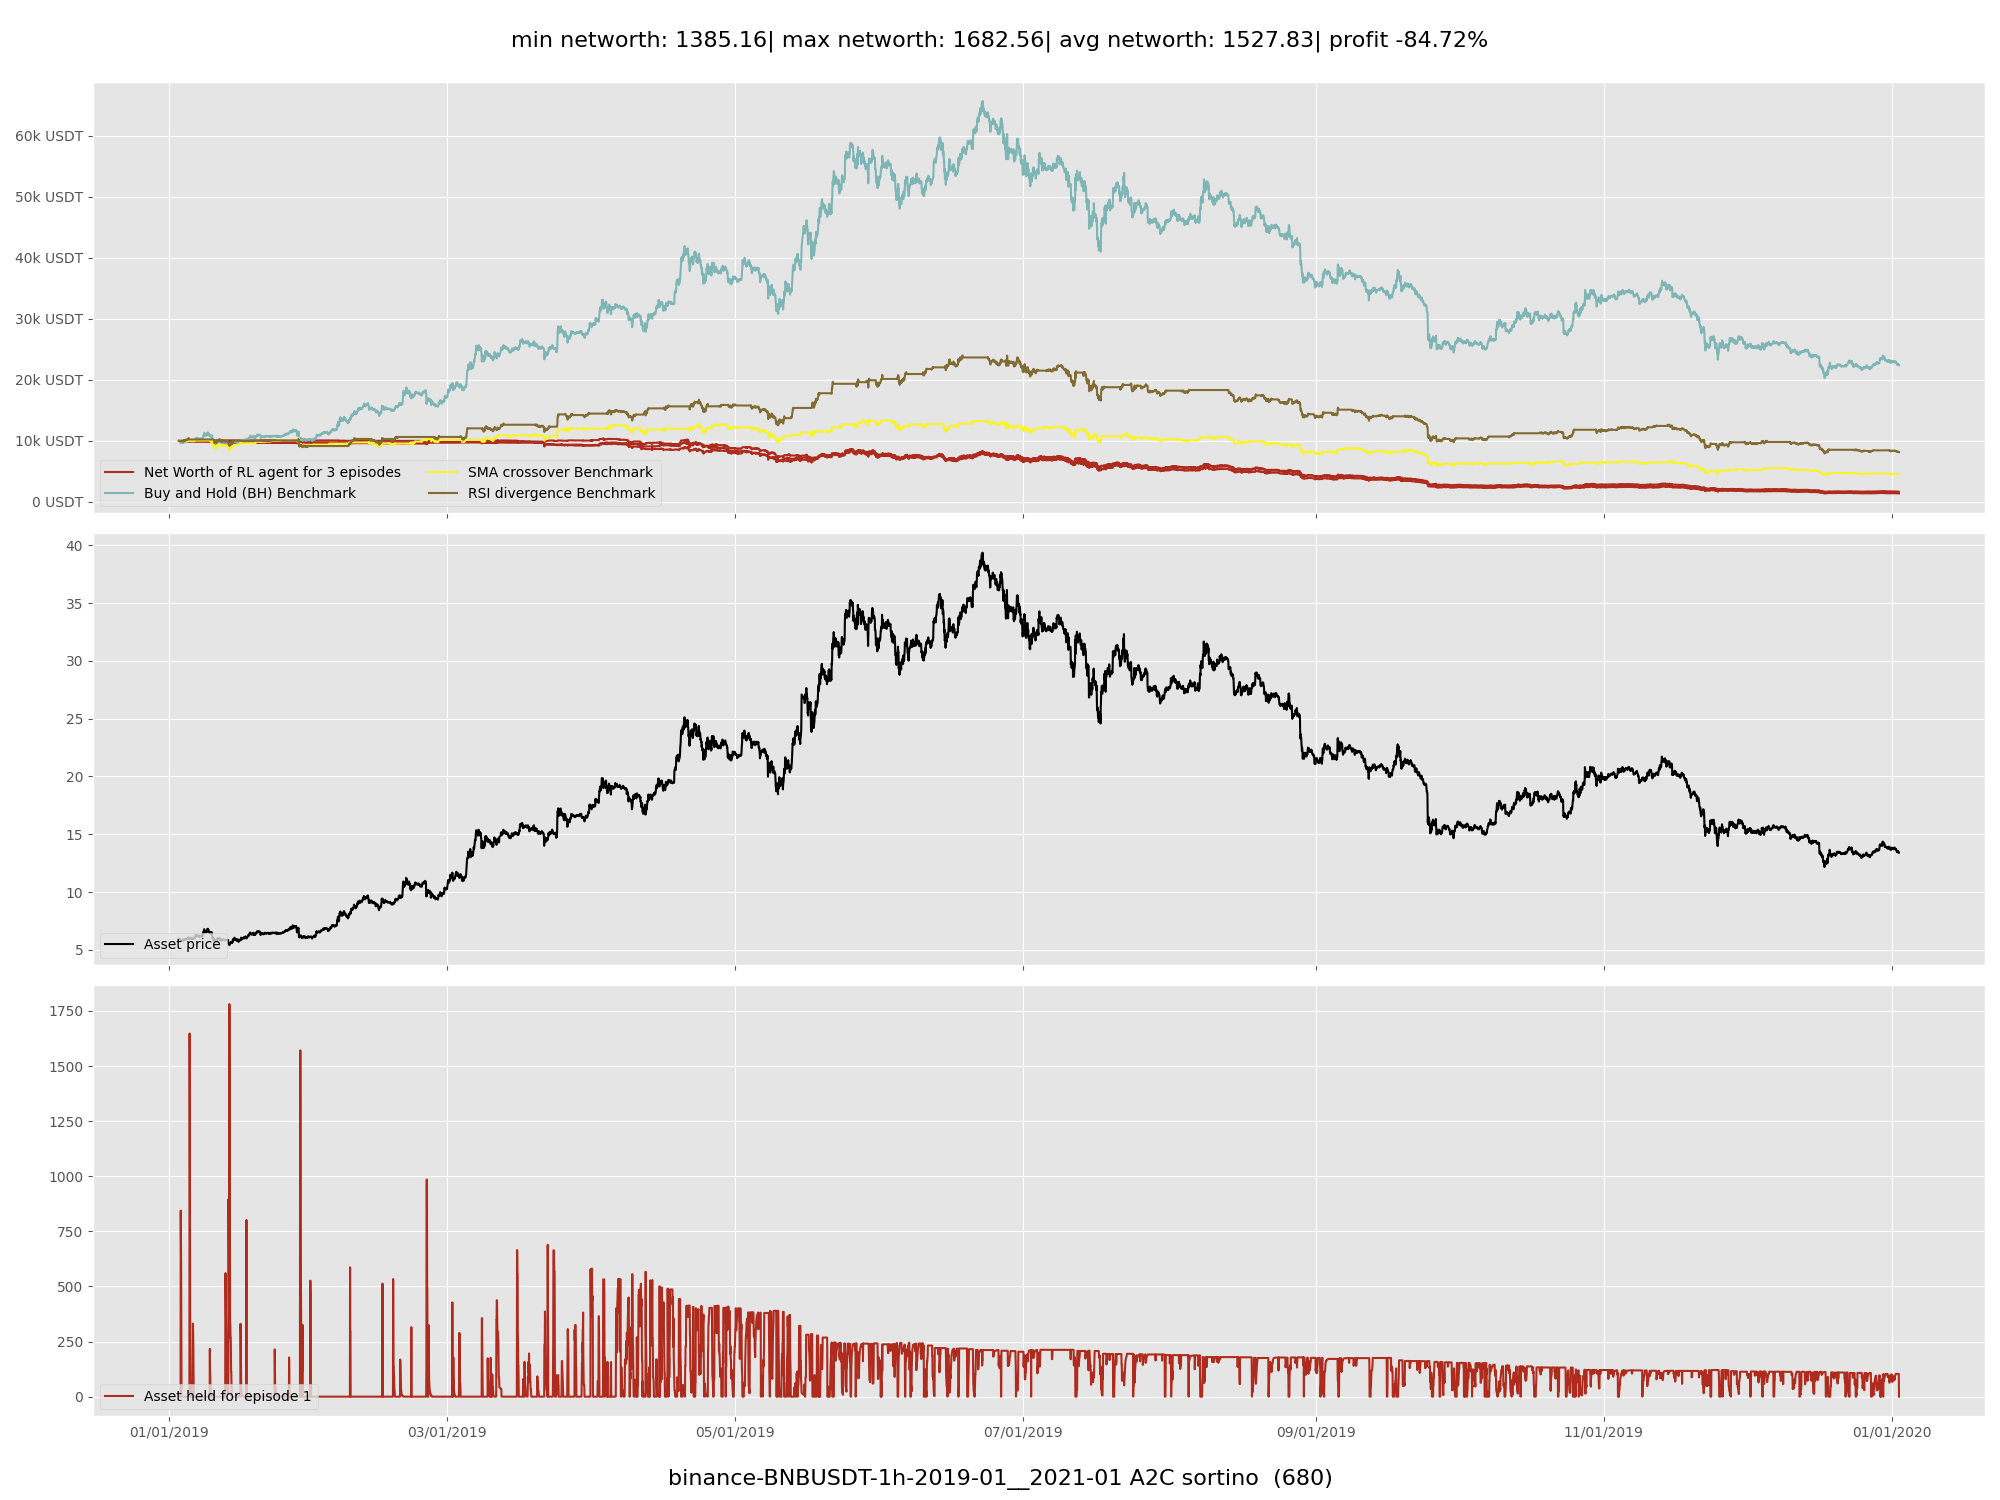 min networth: 1385.16| max networth: 1682.56| avg networth: 1527.83| profit -84.72%
60k USDT
50k USDT
40k USDT
30k USDT
20k USDT
10k USDT
0 USDT
Net Worth of RL agent for 3 episodes
Buy and Hold (BH) Benchmark
SMA crossover Benchmark
RSI divergence Benchmark
40
35
30
25
20
15
10
5
Asset price
1750
1500
1250
1000
750
500
250
0
Asset held for episode 1
01/01/2019
03/01/2019
05/01/2019
07/01/2019
09/01/2019
11/01/2019
01/01/2020
binance-BNBUSDT-1h-2019-01__2021-01 A2C sortino  (680)